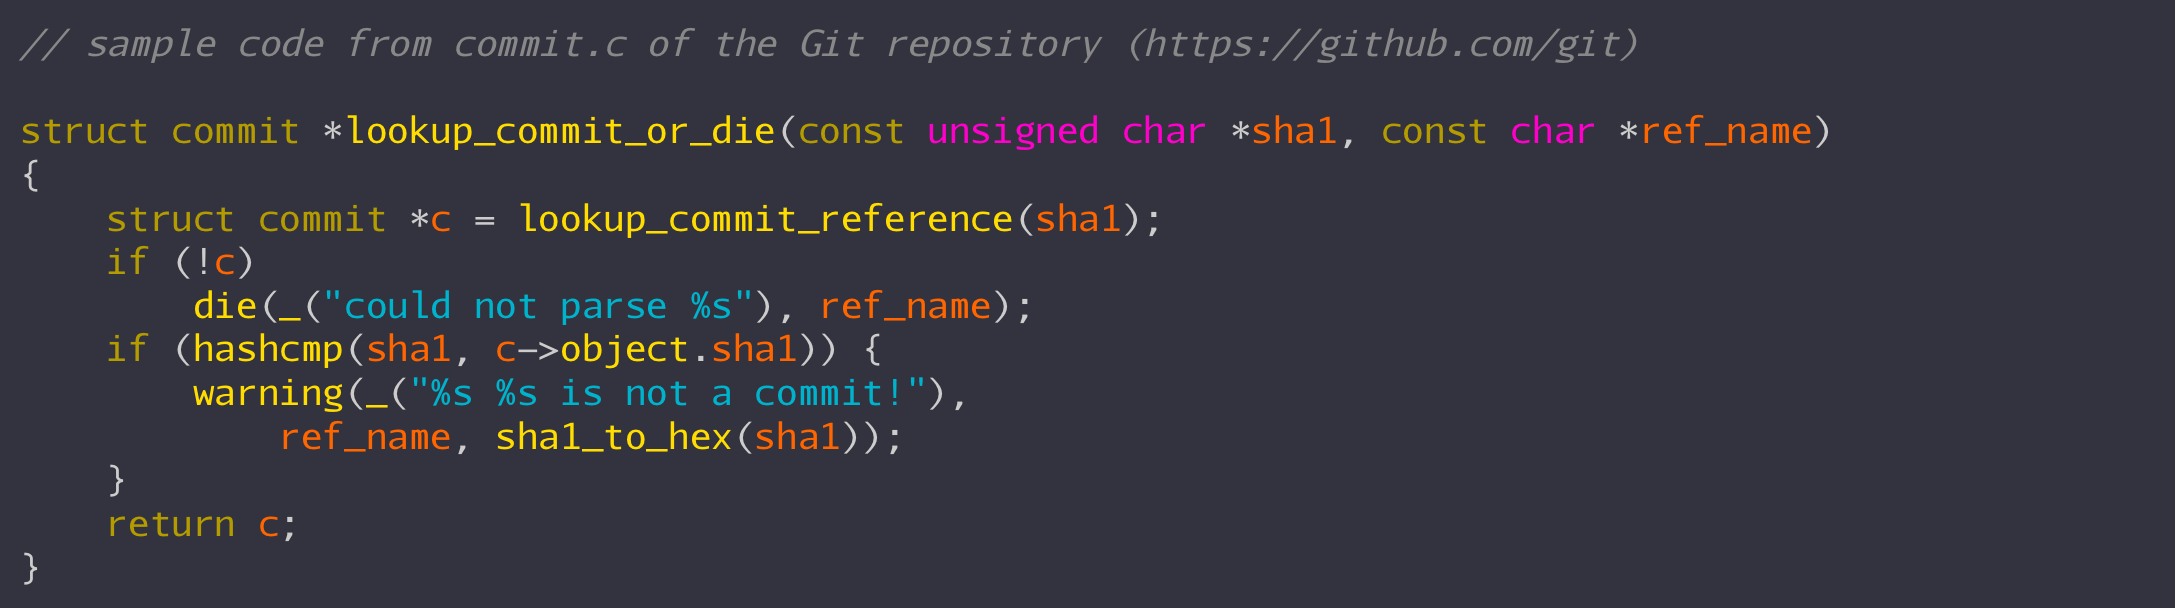 // sample code from commit.c of the Git repository (https://github.com/git)

struct commit *lookup_commit_or_die(const unsigned char *sha1, const char *ref_name)
{
    struct commit *c = lookup_commit_reference(sha1);
    if (!c)
        die(_("could not parse %s"), ref_name);
    if (hashcmp(sha1, c->object.sha1)) {
        warning(_("%s %s is not a commit!"),
            ref_name, sha1_to_hex(sha1));
    }
    return c;
}